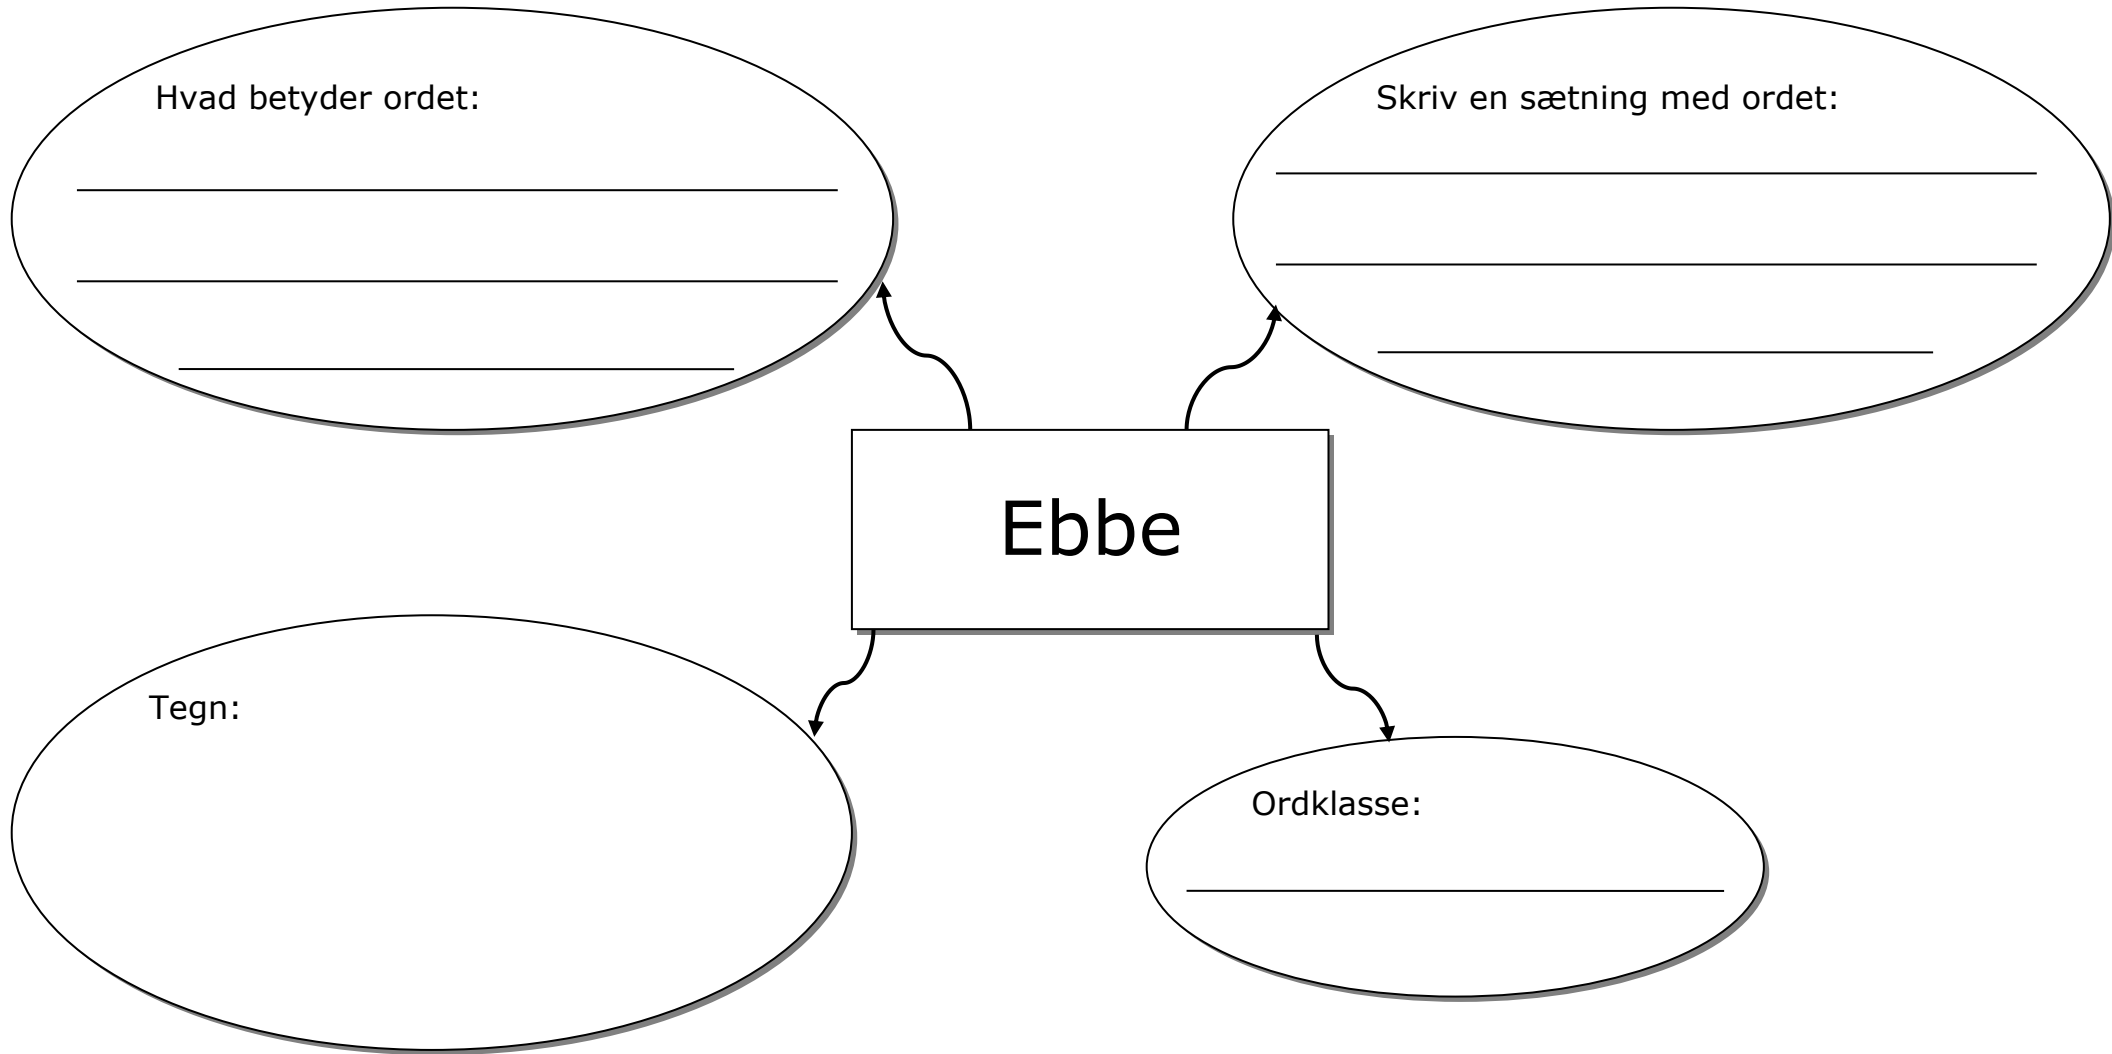 Hvad betyder ordet:
Skriv en sætning med ordet:
Ebbe
Tegn:
Ordklasse: